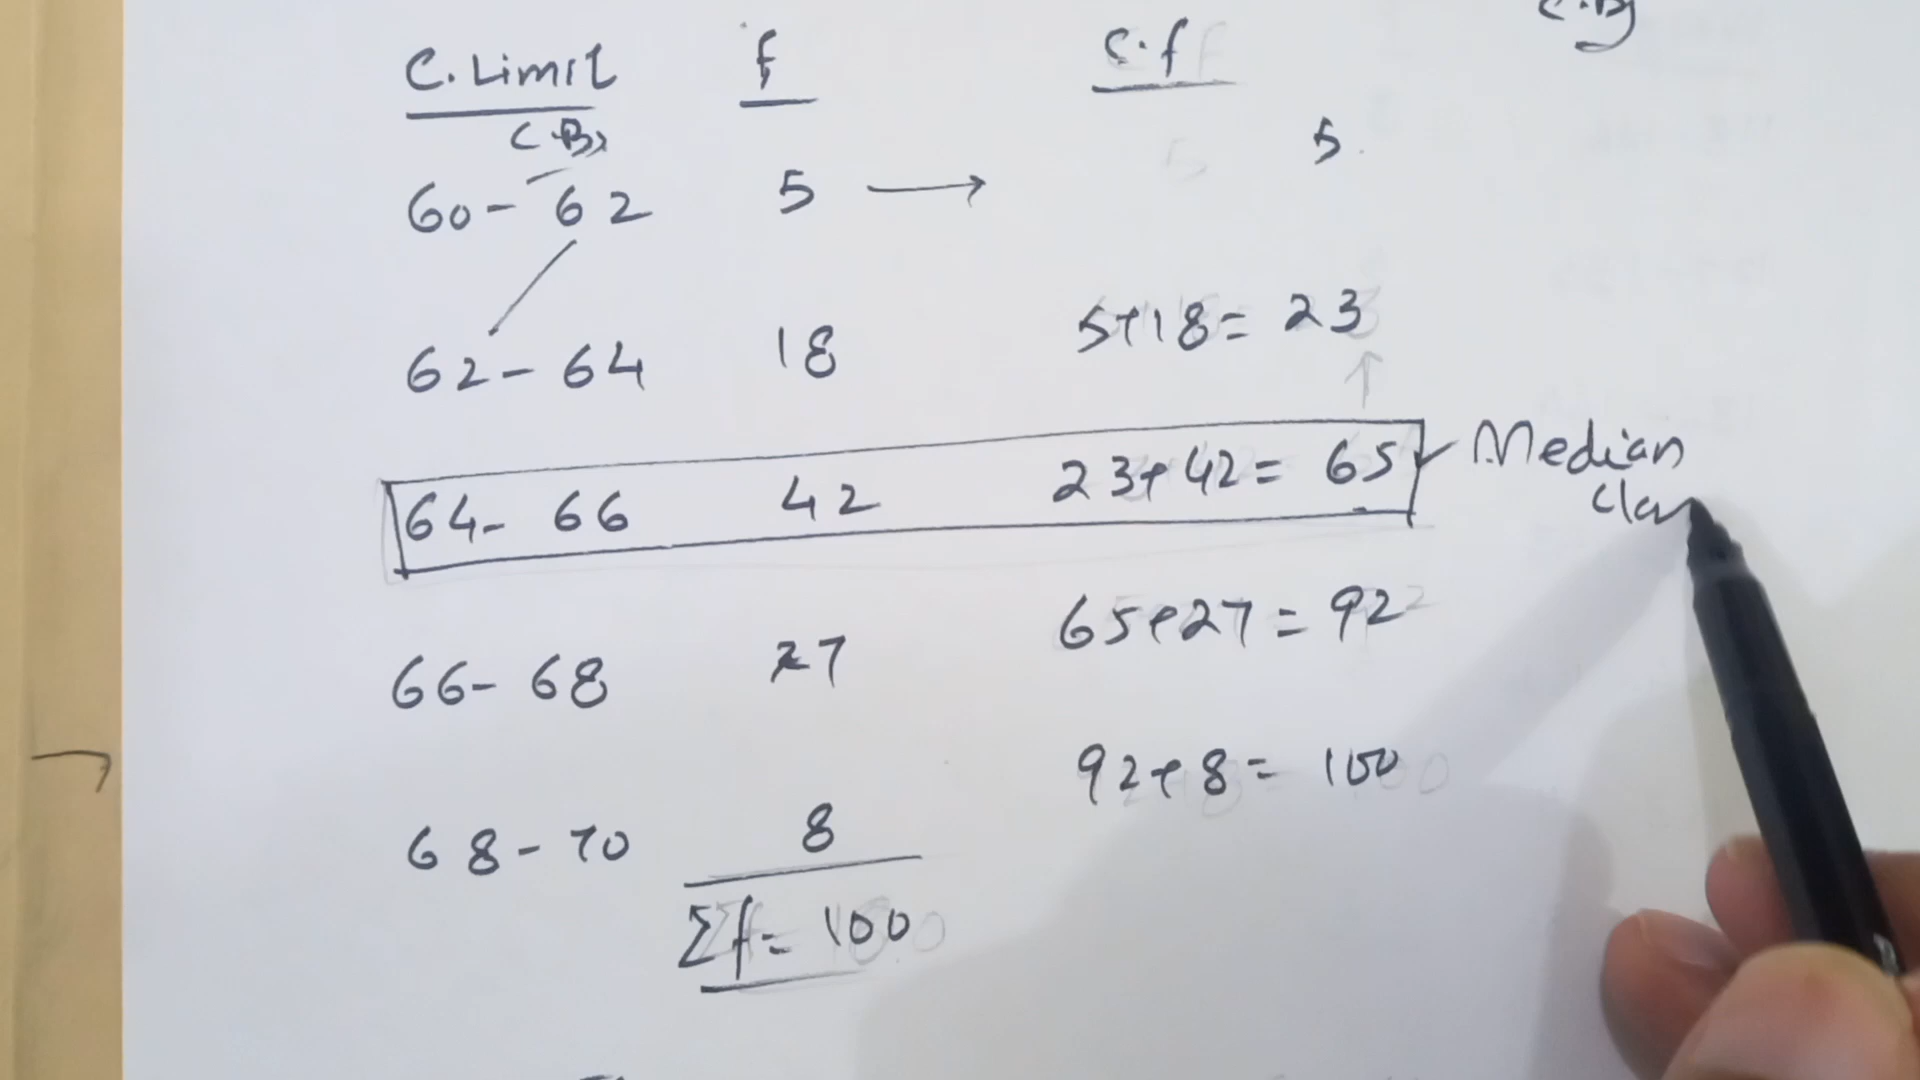 C.Limit f C.f
(C.B) 5
60 - 62 5 →
62 - 64 18 5+18 = 23
64 - 66 42 23+42 = 65 Median
66 - 68 27 65+27 = 92
68 - 70 8 92+8 = 100
Σf = 100